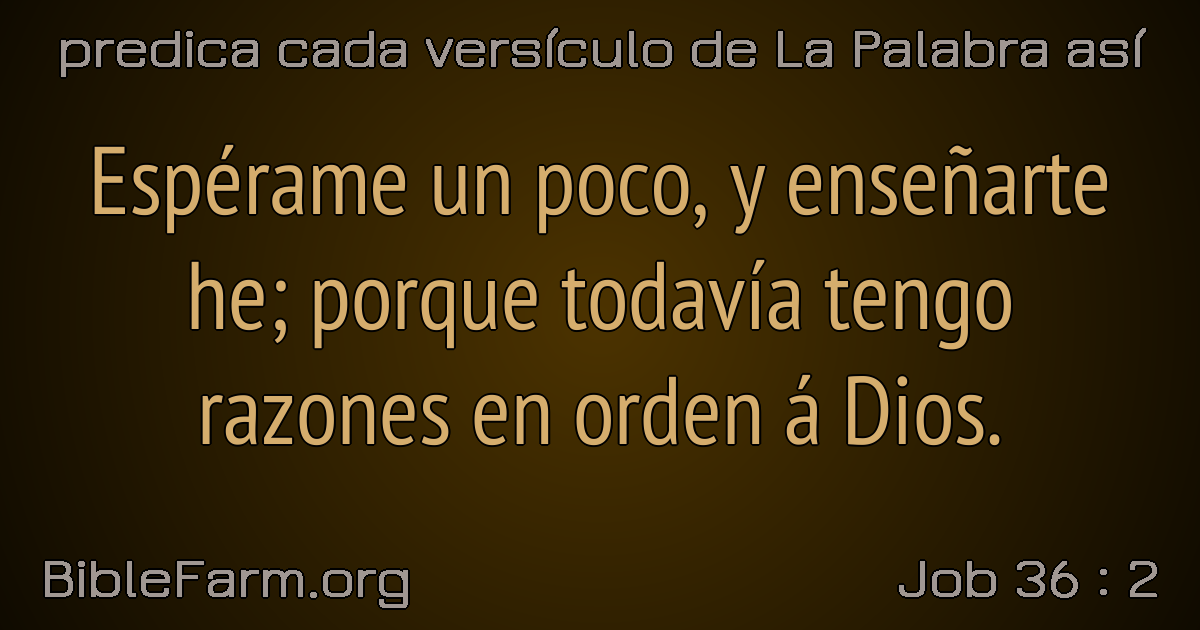 predica cada versículo de La Palabra así
Espérame un poco, y enseñarte
he; porque todavía tengo
razones en orden á Dios.
BibleFarm.org
Job 36 : 2